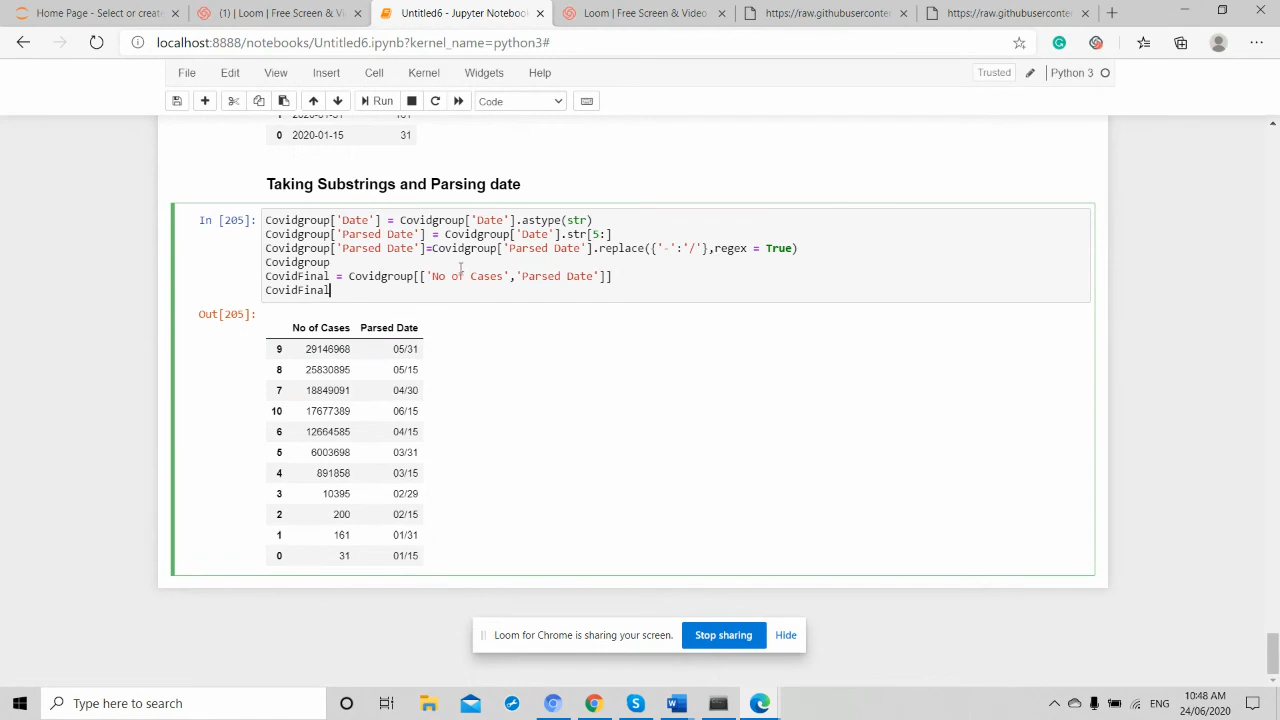 Home Page - Select or create a
(1) | Loom | Free Screen & Video
Untitled6 - Jupyter Notebook
Loom | Free Screen & Video
https://raw.githubusercontent
https://raw.githubusercontent
localhost:8888/notebooks/Untitled6.ipynb?kernel_name=python3#
File Edit View Insert Cell Kernel Widgets Help
Trusted
Python 3
Run
Code
0 2020-01-15 31
Taking Substrings and Parsing date
In [205]:
Covidgroup['Date'] = Covidgroup['Date'].astype(str)
Covidgroup['Parsed Date'] = Covidgroup['Date'].str[5:]
Covidgroup['Parsed Date']=Covidgroup['Parsed Date'].replace({'-':'/'},regex = True)
Covidgroup
CovidFinal = Covidgroup[['No of Cases','Parsed Date']]
CovidFinal
Out[205]:
No of Cases Parsed Date
9 29146968 05/31
8 25830895 05/15
7 18849091 04/30
10 17677389 06/15
6 12664585 04/15
5 6003698 03/31
4 891858 03/15
3 10395 02/29
2 200 02/15
1 161 01/31
0 31 01/15
Loom for Chrome is sharing your screen.
Stop sharing
Hide
Type here to search
ENG
10:48 AM
24/06/2020